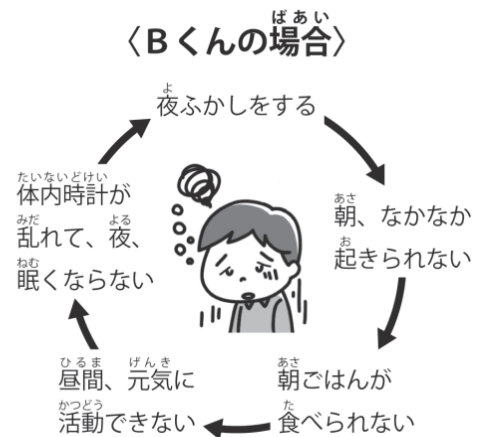 〈Bくんの場合〉
夜ふかしをする
朝、なかなか
起きられない
朝ごはんが
食べられない
昼間、元気に
活動できない
体内時計が
乱れて、夜、
眠くならない